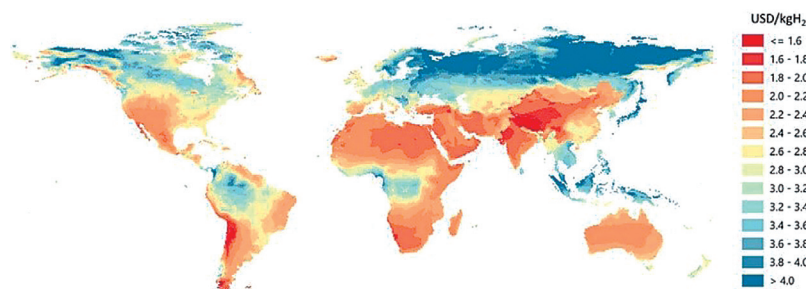 USD/kgH2
<= 1.6
1.6 - 1.8
1.8 - 2.0
2.0 - 2.2
2.2 - 2.4
2.4 - 2.6
2.6 - 2.8
2.8 - 3.0
3.0 - 3.2
3.2 - 3.4
3.4 - 3.6
3.6 - 3.8
3.8 - 4.0
> 4.0